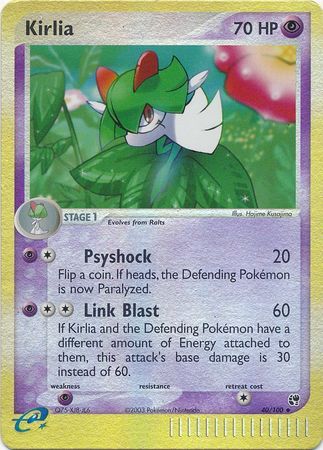 Kirlia
70 HP
Illus. Hajime Kusajima
STAGE 1
Evolves from Ralts
Psyshock 20
Flip a coin. If heads, the Defending Pokémon
is now Paralyzed.
Link Blast 60
If Kirlia and the Defending Pokémon have a
different amount of Energy attached to
them, this attack's base damage is 30
instead of 60.
weakness
resistance
retreat cost
©2003 Pokémon/Nintendo
40/100
e